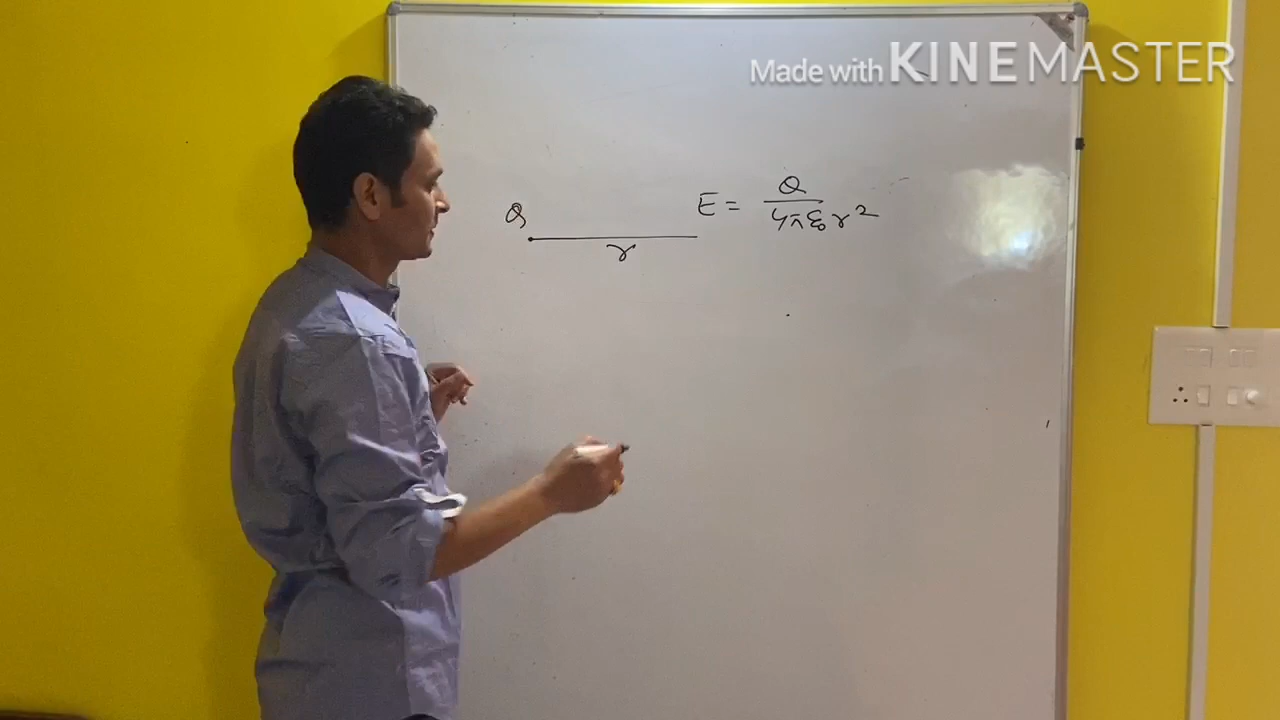 Made with KINEMASTER
Q
r
E = Q / 4πε₀r²